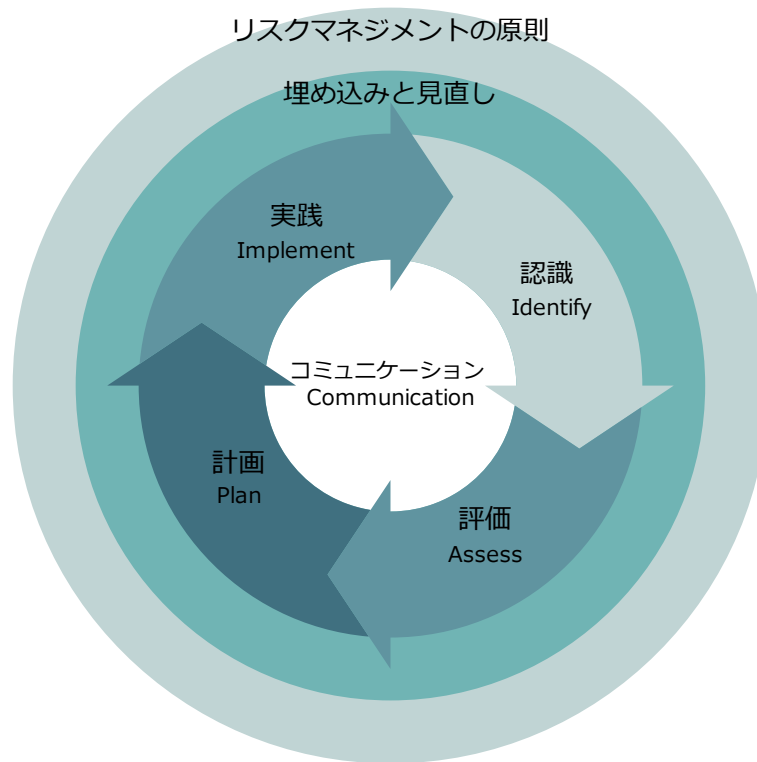 リスクマネジメントの原則
埋め込みと見直し
実践
Implement
認識
Identify
コミュニケーション
Communication
計画
Plan
評価
Assess